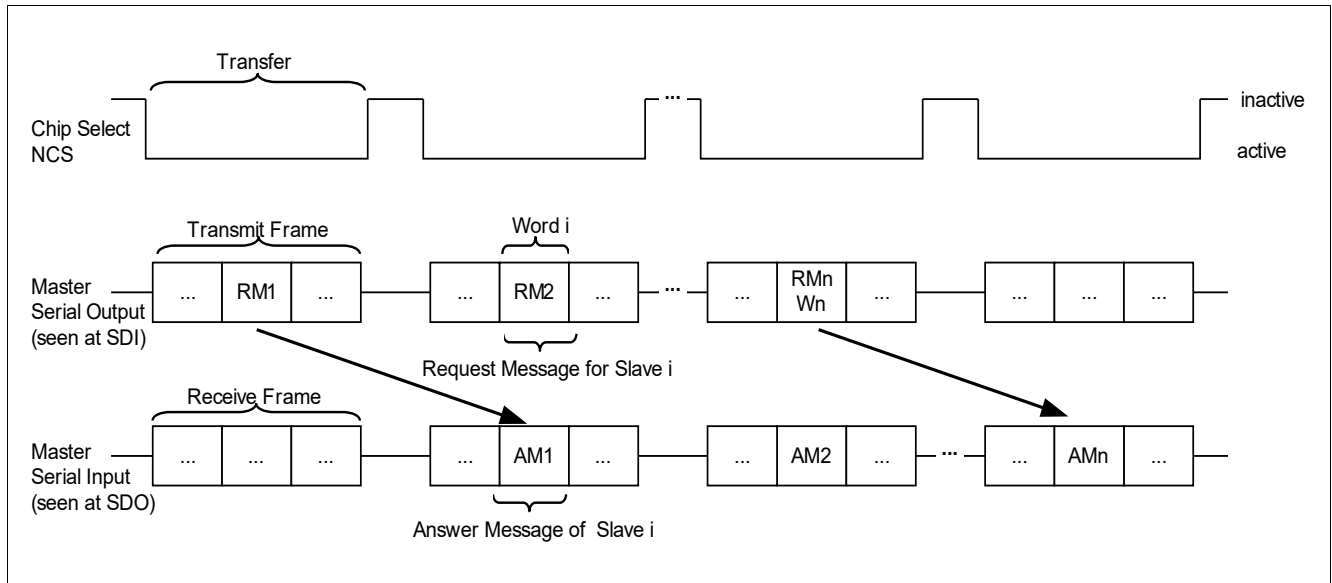 Transfer
...
inactive
Chip Select
NCS
active
Transmit Frame
Word i
Master
Serial Output
(seen at SDI)
... RM1 ...
... RM2 ...
...
... RMn
Wn ...
... ... ...
Request Message for Slave i
Receive Frame
Master
Serial Input
(seen at SDO)
... ... ...
... AM1 ...
... AM2 ...
...
... AMn ...
Answer Message of Slave i